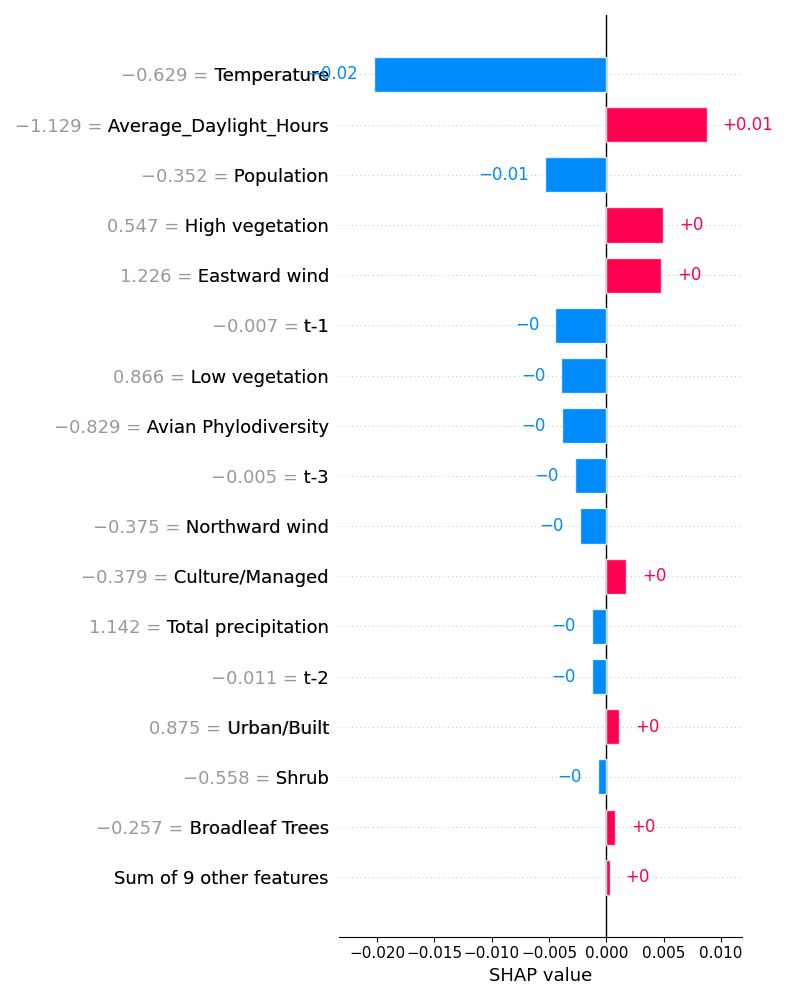 −0.629 = Temperature −0.02
−1.129 = Average_Daylight_Hours +0.01
−0.352 = Population −0.01
0.547 = High vegetation +0
1.226 = Eastward wind +0
−0.007 = t-1 −0
0.866 = Low vegetation −0
−0.829 = Avian Phylodiversity −0
−0.005 = t-3 −0
−0.375 = Northward wind −0
−0.379 = Culture/Managed +0
1.142 = Total precipitation −0
−0.011 = t-2 −0
0.875 = Urban/Built +0
−0.558 = Shrub −0
−0.257 = Broadleaf Trees +0
Sum of 9 other features +0
−0.020 −0.015 −0.010 −0.005 0.000 0.005 0.010
SHAP value